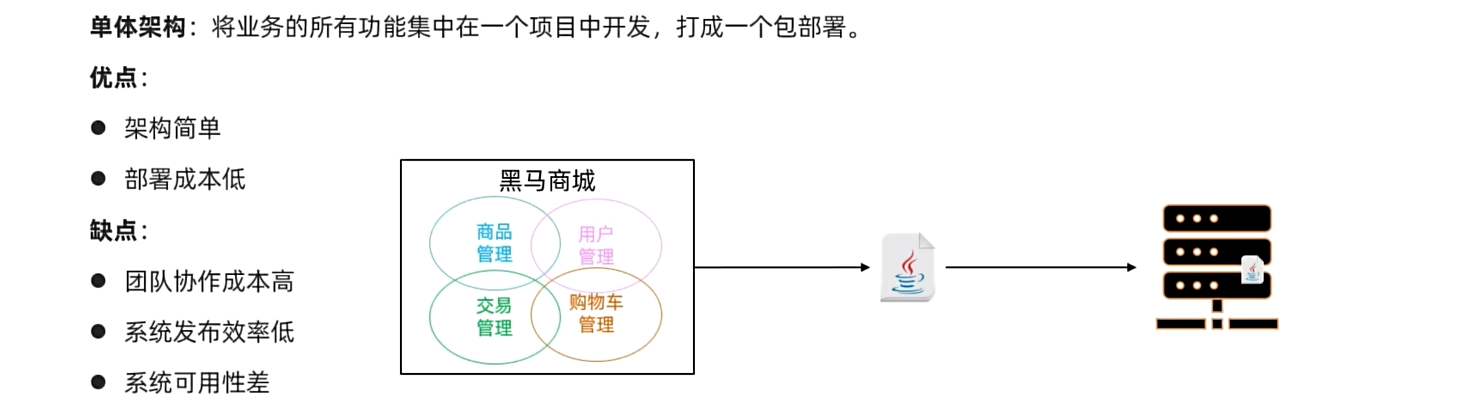 单体架构：将业务的所有功能集中在一个项目中开发，打成一个包部署。
优点：
● 架构简单
● 部署成本低
缺点：
● 团队协作成本高
● 系统发布效率低
● 系统可用性差
黑马商城
商品
管理
用户
管理
交易
管理
购物车
管理